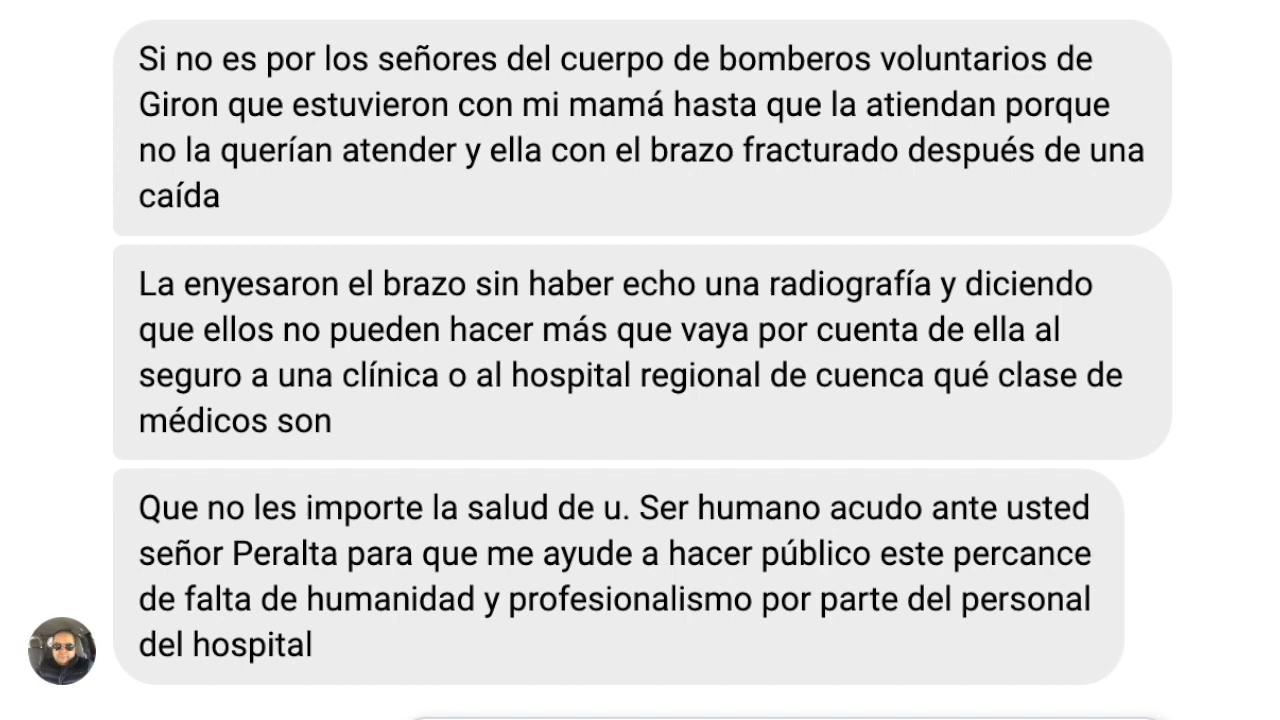 Si no es por los señores del cuerpo de bomberos voluntarios de
Giron que estuvieron con mi mamá hasta que la atiendan porque
no la querían atender y ella con el brazo fracturado después de una
caída
La enyesaron el brazo sin haber echo una radiografía y diciendo
que ellos no pueden hacer más que vaya por cuenta de ella al
seguro a una clínica o al hospital regional de cuenca qué clase de
médicos son
Que no les importe la salud de u. Ser humano acudo ante usted
señor Peralta para que me ayude a hacer público este percance
de falta de humanidad y profesionalismo por parte del personal
del hospital